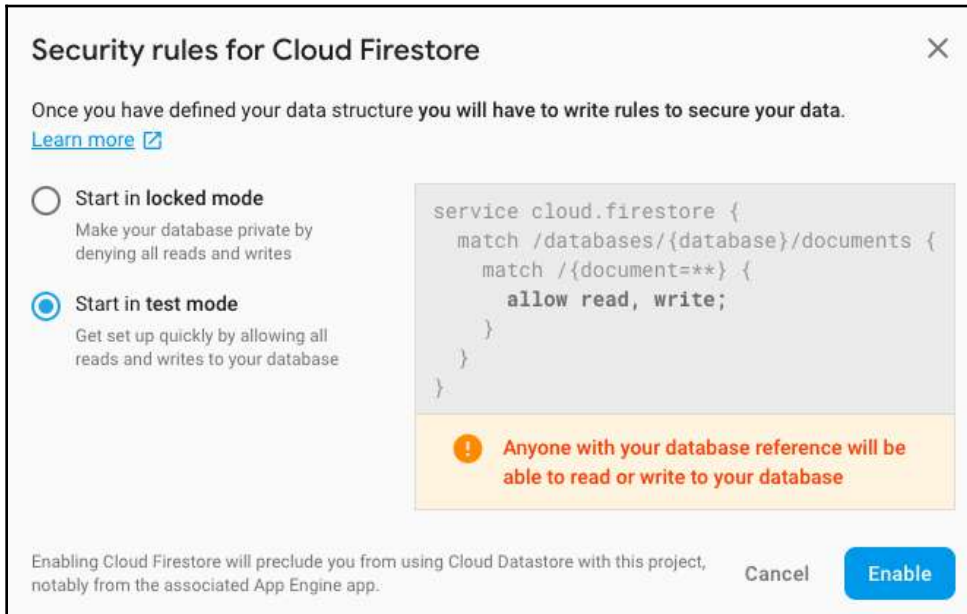 Security rules for Cloud Firestore
Once you have defined your data structure you will have to write rules to secure your data.
Learn more
Start in locked mode
Make your database private by
denying all reads and writes
Start in test mode
Get set up quickly by allowing all
reads and writes to your database
service cloud.firestore {
  match /databases/{database}/documents {
    match /{document=**} {
      allow read, write;
    }
  }
}
Anyone with your database reference will be
able to read or write to your database
Enabling Cloud Firestore will preclude you from using Cloud Datastore with this project,
notably from the associated App Engine app.
Cancel
Enable